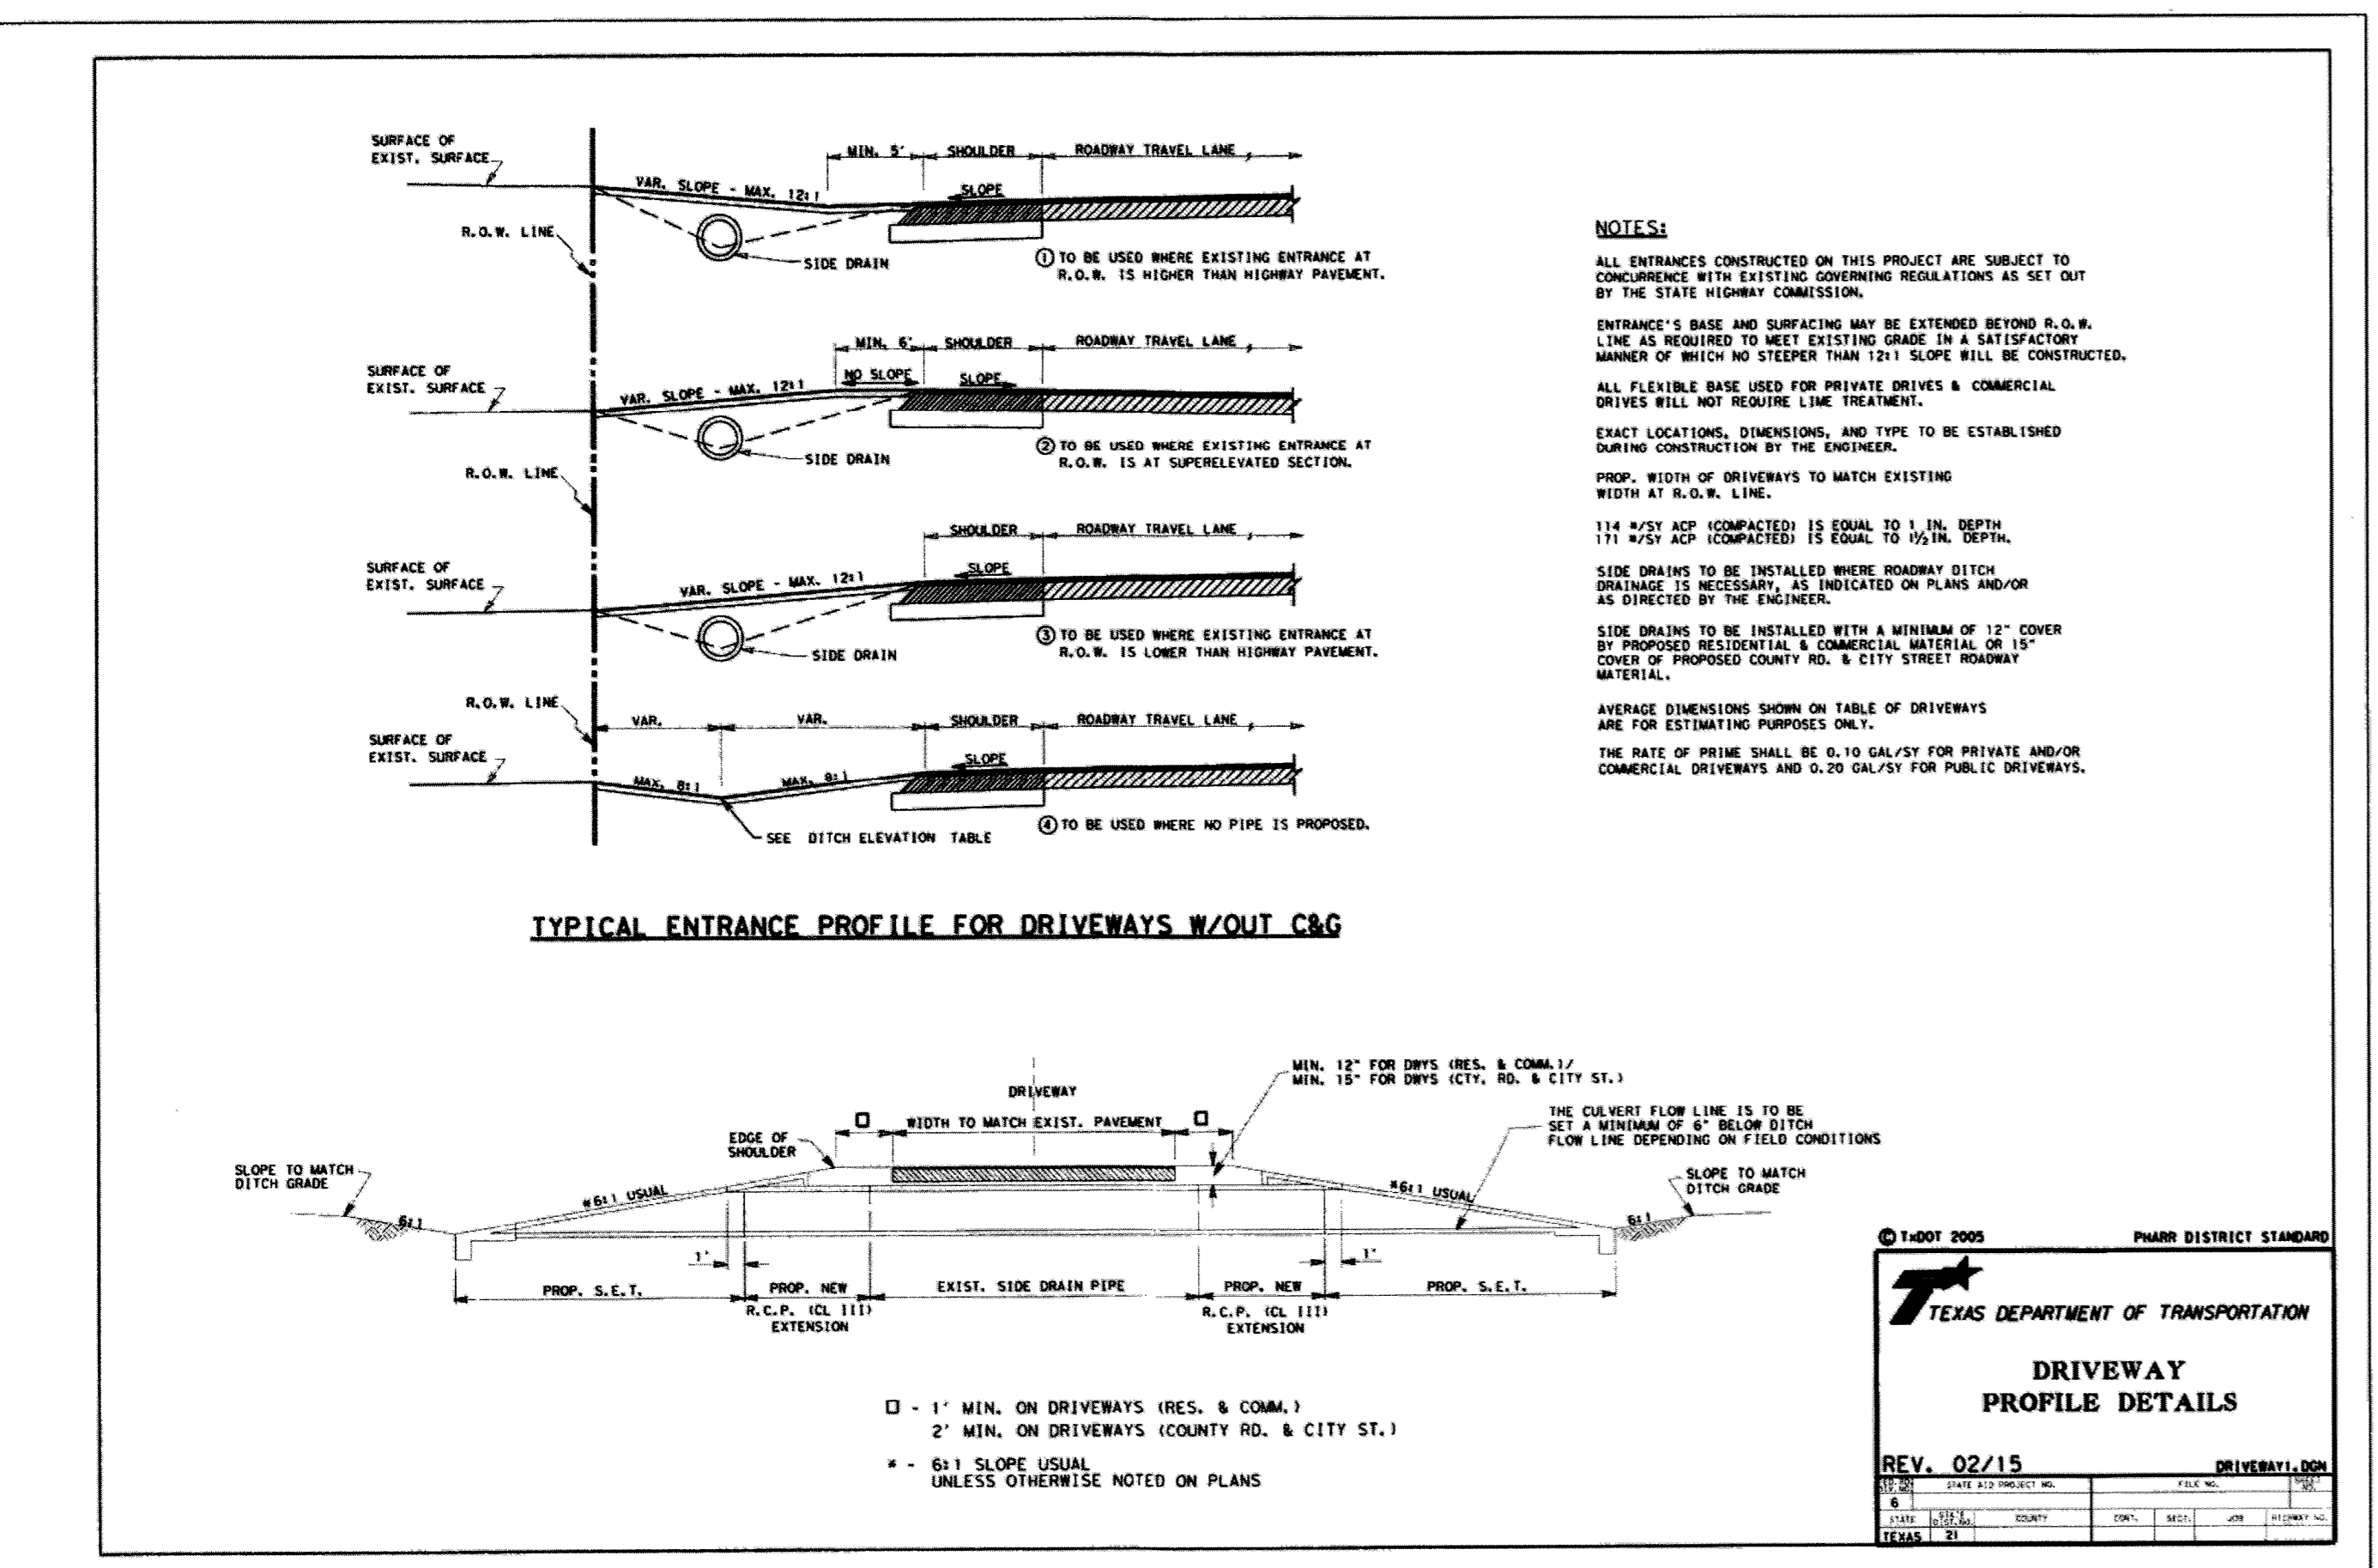 SURFACE OF
EXIST. SURFACE
MIN. 5'
SHOULDER
ROADWAY TRAVEL LANE
VAR. SLOPE - MAX. 12:1
SLOPE
R.O.W. LINE
SIDE DRAIN
① TO BE USED WHERE EXISTING ENTRANCE AT
R.O.W. IS HIGHER THAN HIGHWAY PAVEMENT.
MIN. 6'
SHOULDER
ROADWAY TRAVEL LANE
SURFACE OF
EXIST. SURFACE
NO SLOPE
SLOPE
VAR. SLOPE - MAX. 12:1
SIDE DRAIN
② TO BE USED WHERE EXISTING ENTRANCE AT
R.O.W. IS AT SUPERELEVATED SECTION.
R.O.W. LINE
SHOULDER
ROADWAY TRAVEL LANE
SURFACE OF
EXIST. SURFACE
SLOPE
VAR. SLOPE - MAX. 12:1
SIDE DRAIN
③ TO BE USED WHERE EXISTING ENTRANCE AT
R.O.W. IS LOWER THAN HIGHWAY PAVEMENT.
R.O.W. LINE
VAR.
VAR.
SHOULDER
ROADWAY TRAVEL LANE
SURFACE OF
EXIST. SURFACE
SLOPE
MAX. 8:1
MAX. 8:1
SEE DITCH ELEVATION TABLE
④ TO BE USED WHERE NO PIPE IS PROPOSED.
TYPICAL ENTRANCE PROFILE FOR DRIVEWAYS W/OUT C&G
NOTES:
ALL ENTRANCES CONSTRUCTED ON THIS PROJECT ARE SUBJECT TO
CONCURRENCE WITH EXISTING GOVERNING REGULATIONS AS SET OUT
BY THE STATE HIGHWAY COMMISSION.
ENTRANCE'S BASE AND SURFACING MAY BE EXTENDED BEYOND R.O.W.
LINE AS REQUIRED TO MEET EXISTING GRADE IN A SATISFACTORY
MANNER OF WHICH NO STEEPER THAN 12:1 SLOPE WILL BE CONSTRUCTED.
ALL FLEXIBLE BASE USED FOR PRIVATE DRIVES & COMMERCIAL
DRIVES WILL NOT REQUIRE LIME TREATMENT.
EXACT LOCATIONS, DIMENSIONS, AND TYPE TO BE ESTABLISHED
DURING CONSTRUCTION BY THE ENGINEER.
PROP. WIDTH OF DRIVEWAYS TO MATCH EXISTING
WIDTH AT R.O.W. LINE.
114 #/SY ACP (COMPACTED) IS EQUAL TO 1 IN. DEPTH
171 #/SY ACP (COMPACTED) IS EQUAL TO 1½ IN. DEPTH.
SIDE DRAINS TO BE INSTALLED WHERE ROADWAY DITCH
DRAINAGE IS NECESSARY, AS INDICATED ON PLANS AND/OR
AS DIRECTED BY THE ENGINEER.
SIDE DRAINS TO BE INSTALLED WITH A MINIMUM OF 12" COVER
BY PROPOSED RESIDENTIAL & COMMERCIAL MATERIAL OR 15"
COVER OF PROPOSED COUNTY RD. & CITY STREET ROADWAY
MATERIAL.
AVERAGE DIMENSIONS SHOWN ON TABLE OF DRIVEWAYS
ARE FOR ESTIMATING PURPOSES ONLY.
THE RATE OF PRIME SHALL BE 0.10 GAL/SY FOR PRIVATE AND/OR
COMMERCIAL DRIVEWAYS AND 0.20 GAL/SY FOR PUBLIC DRIVEWAYS.
MIN. 12" FOR DWYS (RES. & COMM.)/
MIN. 15" FOR DWYS (CTY. RD. & CITY ST.)
DRIVEWAY
WIDTH TO MATCH EXIST. PAVEMENT
THE CULVERT FLOW LINE IS TO BE
SET A MINIMUM OF 6" BELOW DITCH
FLOW LINE DEPENDING ON FIELD CONDITIONS
EDGE OF
SHOULDER
SLOPE TO MATCH
DITCH GRADE
SLOPE TO MATCH
DITCH GRADE
*6:1 USUAL
*6:1 USUAL
6:1
6:1
1'
1'
PROP. S.E.T.
PROP. NEW
R.C.P. (CL III)
EXTENSION
EXIST. SIDE DRAIN PIPE
PROP. NEW
R.C.P. (CL III)
EXTENSION
PROP. S.E.T.
□ - 1' MIN. ON DRIVEWAYS (RES. & COMM.)
2' MIN. ON DRIVEWAYS (COUNTY RD. & CITY ST.)
* - 6:1 SLOPE USUAL
UNLESS OTHERWISE NOTED ON PLANS
© TxDOT 2005
PHARR DISTRICT STANDARD
TEXAS DEPARTMENT OF TRANSPORTATION
DRIVEWAY
PROFILE DETAILS
REV. 02/15
DRIVEWAY1.DGN
FED. RD. DIV. NO.
STATE AID PROJECT NO.
FILE NO.
SHEET NO.
6
STATE
STATE DIST. NO.
COUNTY
CONT.
SECT.
JOB
HIGHWAY NO.
TEXAS
21